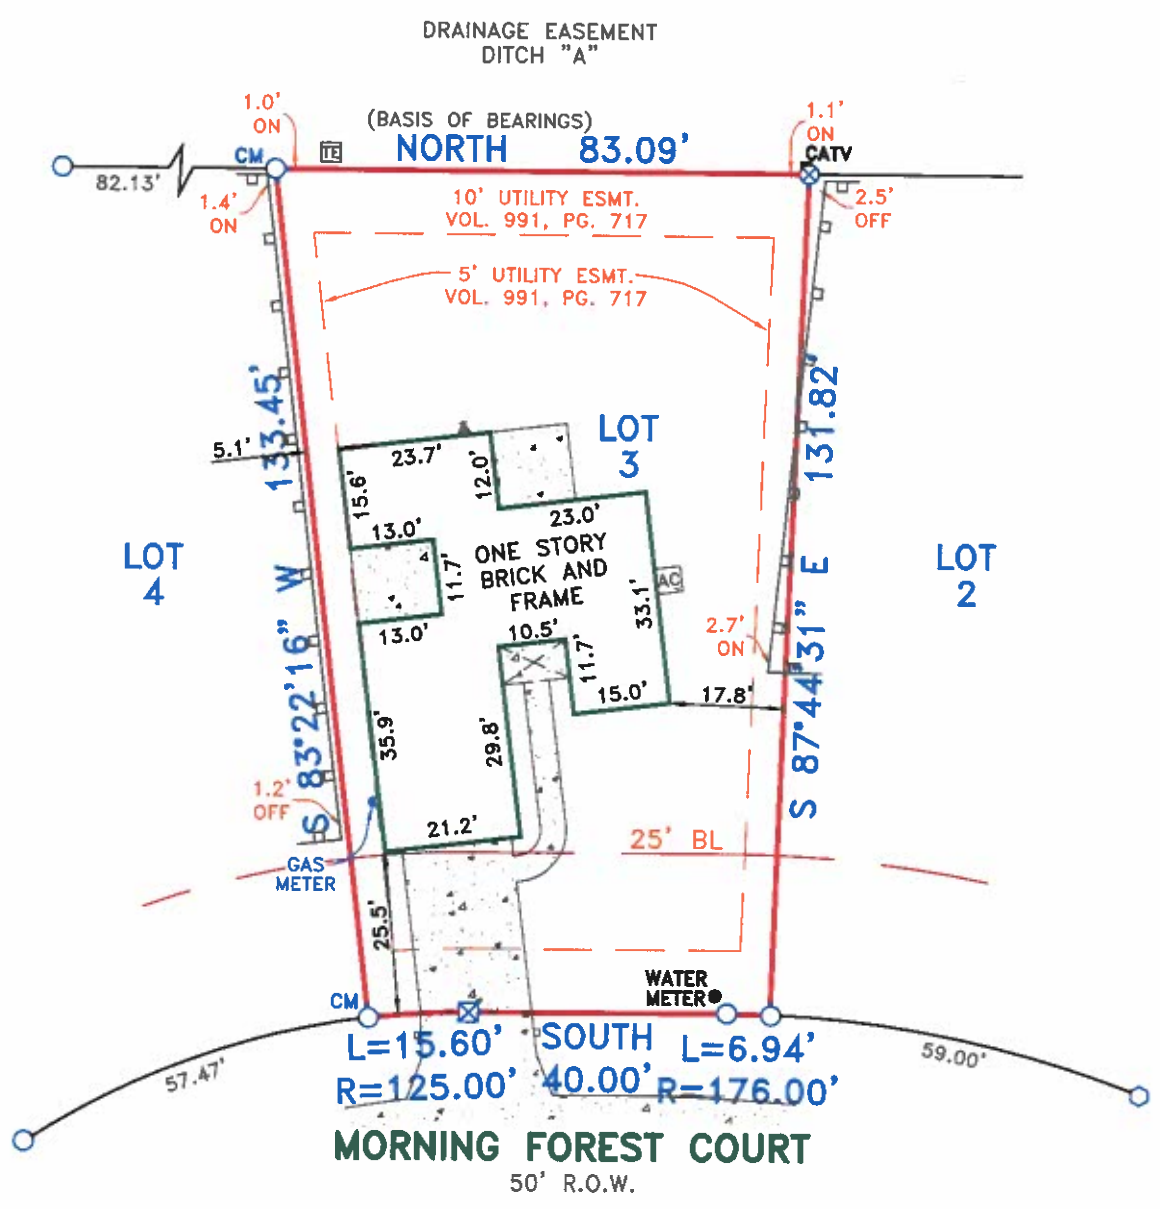 DRAINAGE EASEMENT
DITCH "A"
1.0'
ON
(BASIS OF BEARINGS)
1.1'
ON
CM
TE
NORTH 83.09'
CATV
82.13'
1.4'
ON
10' UTILITY ESMT.
VOL. 991, PG. 717
2.5'
OFF
5' UTILITY ESMT.
VOL. 991, PG. 717
S 83°22'16" W 133.45'
S 87°44'31" E 131.82'
5.1'
LOT
3
23.7'
12.0'
15.6'
23.0'
13.0'
LOT
4
ONE STORY
BRICK AND
FRAME
11.7'
AC
LOT
2
33.1'
13.0'
10.5'
2.7'
ON
11.7'
15.0'
17.8'
35.9'
29.8'
1.2'
OFF
21.2'
25' BL
GAS
METER
25.5'
WATER
METER
CM
L=15.60'
R=125.00'
SOUTH
40.00'
L=6.94'
R=176.00'
57.47'
59.00'
MORNING FOREST COURT
50' R.O.W.